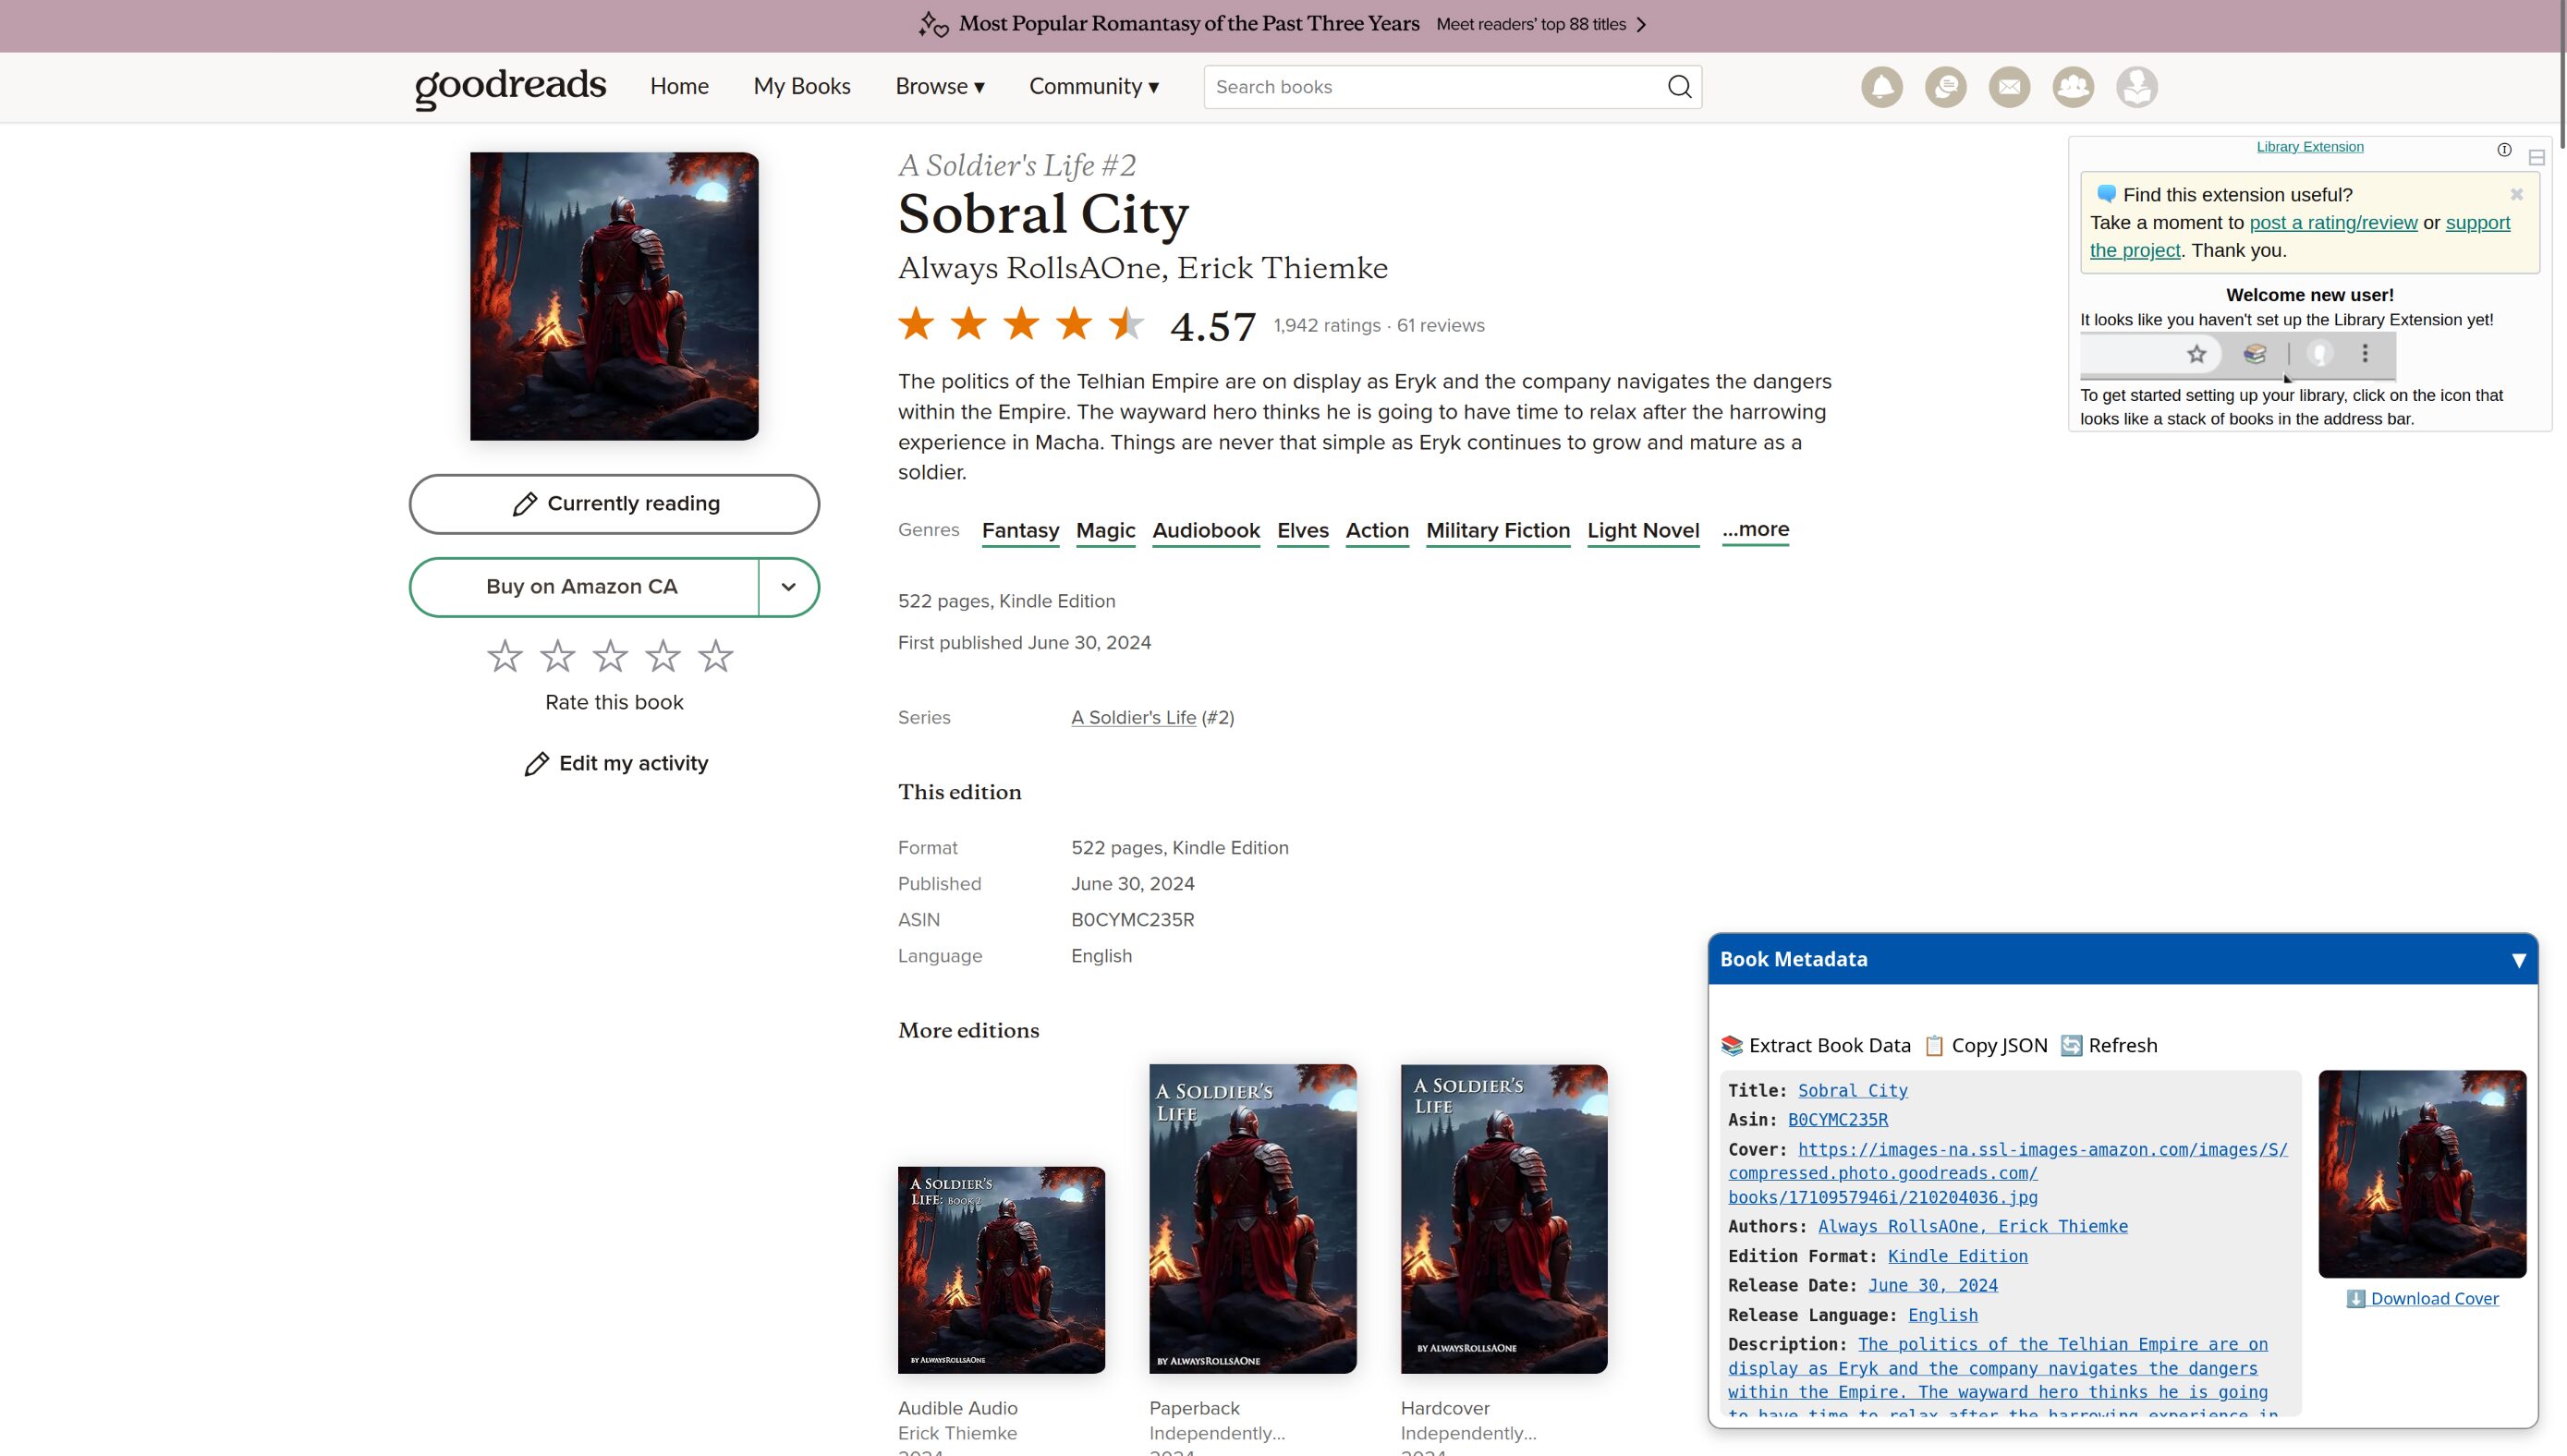 Most Popular Romantasy of the Past Three Years Meet readers' top 88 titles
goodreads Home My Books Browse ▾ Community ▾ Search books
A Soldier's Life #2
Sobral City
Always RollsAOne, Erick Thiemke
4.57 1,942 ratings · 61 reviews
The politics of the Telhian Empire are on display as Eryk and the company navigates the dangers
within the Empire. The wayward hero thinks he is going to have time to relax after the harrowing
experience in Macha. Things are never that simple as Eryk continues to grow and mature as a
soldier.
Genres Fantasy Magic Audiobook Elves Action Military Fiction Light Novel ...more
522 pages, Kindle Edition
First published June 30, 2024
Series A Soldier's Life (#2)
This edition
Format 522 pages, Kindle Edition
Published June 30, 2024
ASIN B0CYMC235R
Language English
More editions
A SOLDIER'S
LIFE: BOOK 2
BY ALWAYSROLLSAONE
A SOLDIER'S
LIFE
BY ALWAYSROLLSAONE
A SOLDIER'S
LIFE
BY ALWAYSROLLSAONE
Audible Audio
Erick Thiemke
2024
Paperback
Independently...
2024
Hardcover
Independently...
2024
Currently reading
Buy on Amazon CA
Rate this book
Edit my activity
Library Extension
Find this extension useful?
Take a moment to post a rating/review or support
the project. Thank you.
Welcome new user!
It looks like you haven't set up the Library Extension yet!
To get started setting up your library, click on the icon that
looks like a stack of books in the address bar.
Book Metadata ▼
Extract Book Data Copy JSON Refresh
Title: Sobral City
Asin: B0CYMC235R
Cover: https://images-na.ssl-images-amazon.com/images/S/
compressed.photo.goodreads.com/
books/1710957946i/210204036.jpg
Authors: Always RollsAOne, Erick Thiemke
Edition Format: Kindle Edition
Release Date: June 30, 2024
Release Language: English
Description: The politics of the Telhian Empire are on
display as Eryk and the company navigates the dangers
within the Empire. The wayward hero thinks he is going
to have time to relax after the harrowing experience in
Download Cover